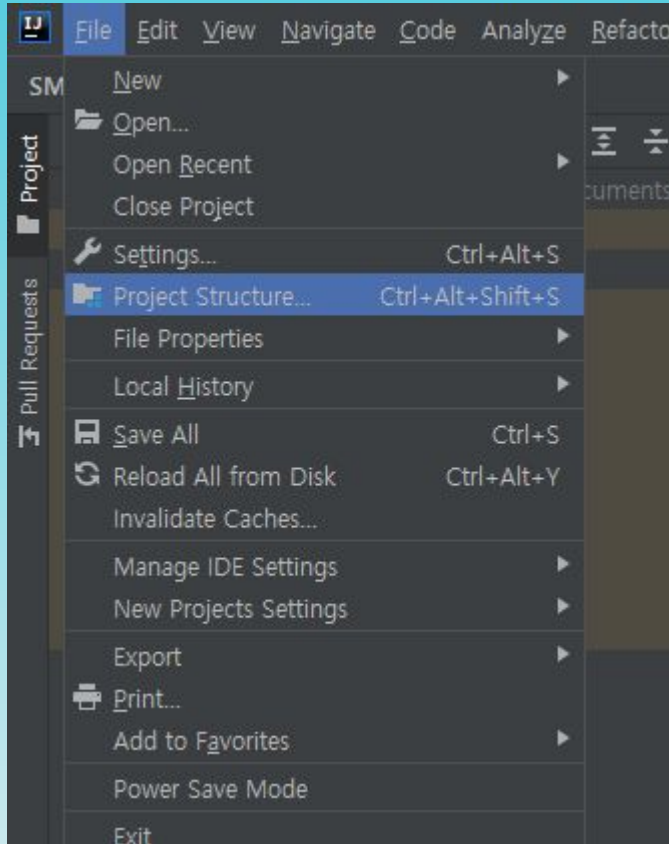 IJ File Edit View Navigate Code Analyze Refacto
SM
New
Open...
Open Recent
Close Project
Settings... Ctrl+Alt+S
Project Structure... Ctrl+Alt+Shift+S
File Properties
Local History
Save All Ctrl+S
Reload All from Disk Ctrl+Alt+Y
Invalidate Caches...
Manage IDE Settings
New Projects Settings
Export
Print...
Add to Favorites
Power Save Mode
Exit
Project
Pull Requests
cuments